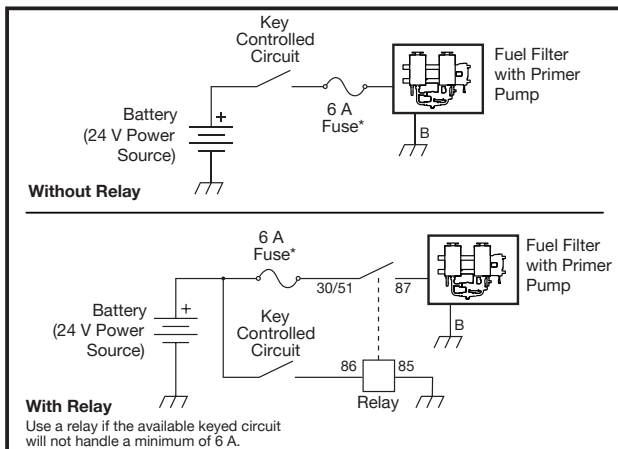 Key
Controlled
Circuit
Fuel Filter
with Primer
Pump
6 A
Fuse*
Battery
(24 V Power
Source)
+
B
Without Relay
6 A
Fuse*
30/51
87
Fuel Filter
with Primer
Pump
Battery
(24 V Power
Source)
+
Key
Controlled
Circuit
B
86
85
Relay
With Relay
Use a relay if the available keyed circuit
will not handle a minimum of 6 A.